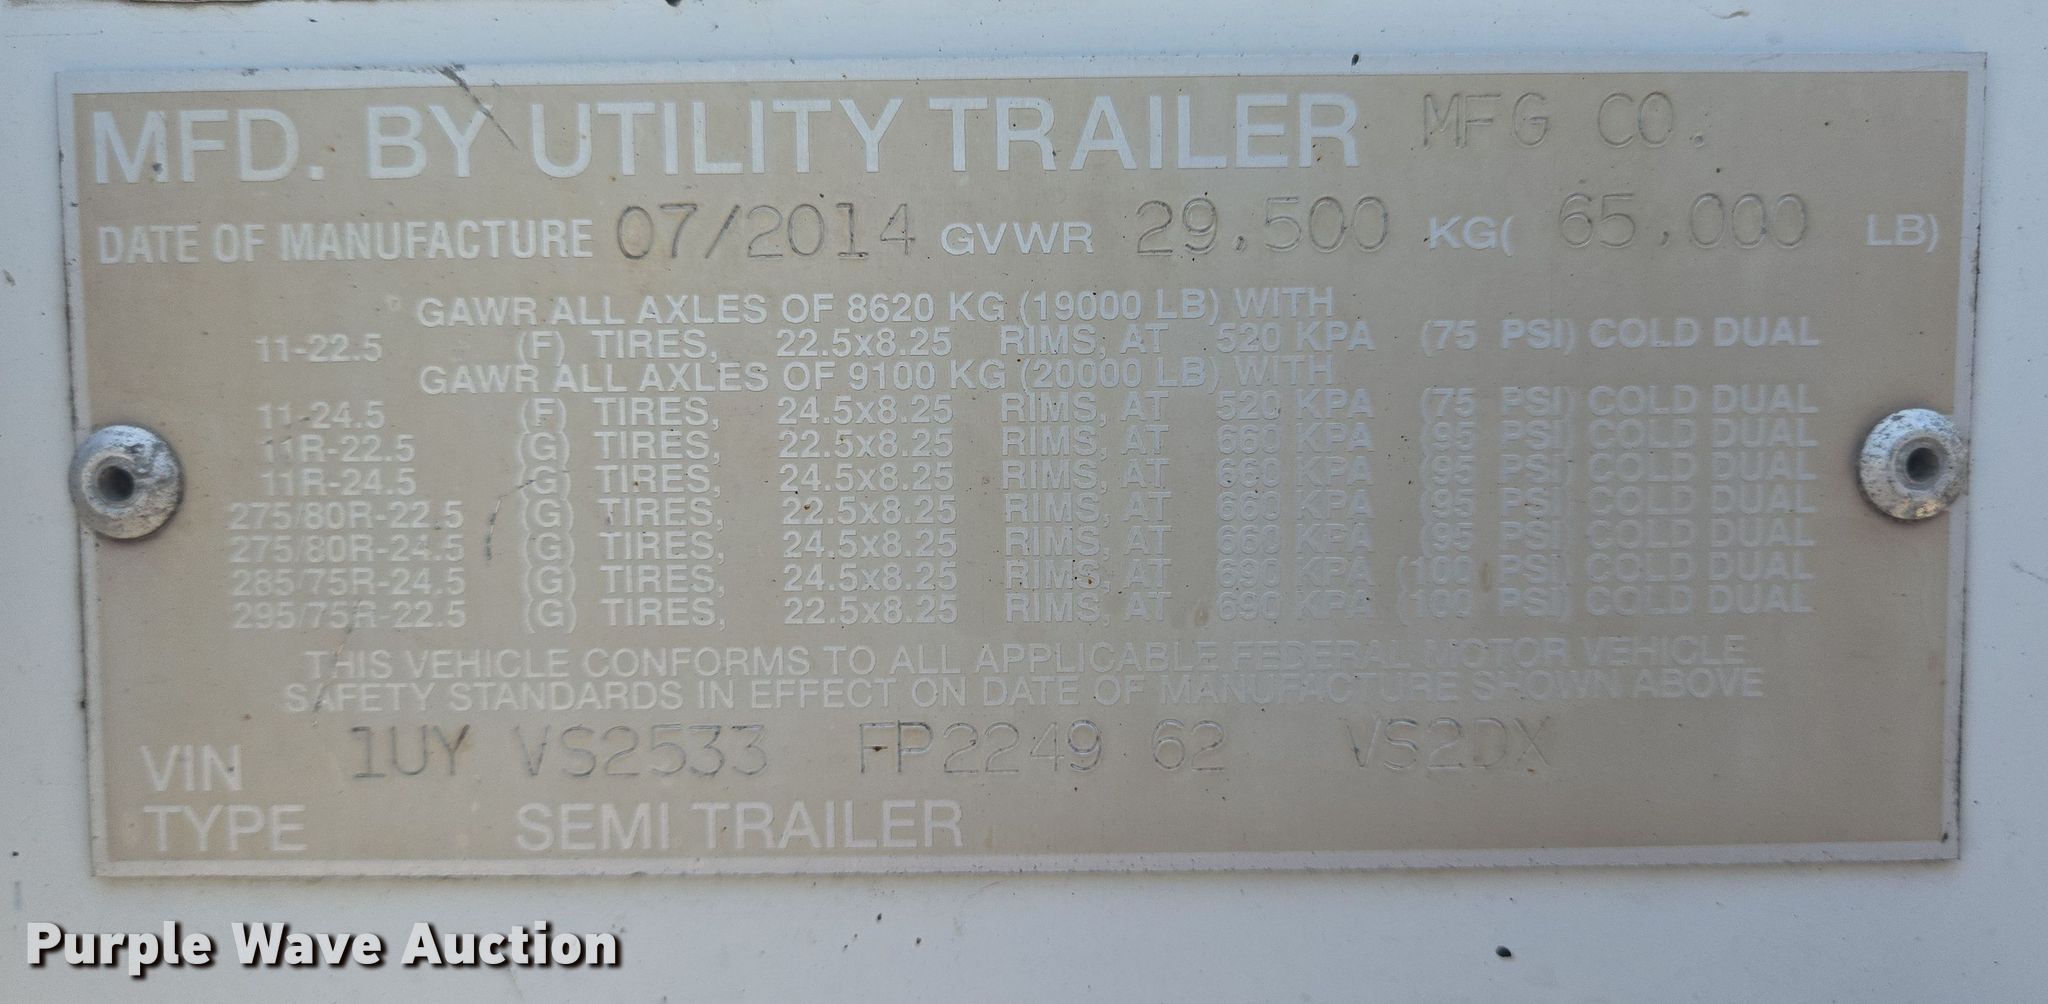 MFD. BY UTILITY TRAILER MFG CO.
DATE OF MANUFACTURE 07/2014 GVWR 29,500 KG( 65,000 LB)
GAWR ALL AXLES OF 8620 KG (19000 LB) WITH
11-22.5 (F) TIRES, 22.5x8.25 RIMS, AT 520 KPA (75 PSI) COLD DUAL
GAWR ALL AXLES OF 9100 KG (20000 LB) WITH
11-24.5 (F) TIRES, 24.5x8.25 RIMS, AT 520 KPA (75 PSI) COLD DUAL
11R-22.5 (G) TIRES, 22.5x8.25 RIMS, AT 660 KPA (95 PSI) COLD DUAL
11R-24.5 (G) TIRES, 24.5x8.25 RIMS, AT 660 KPA (95 PSI) COLD DUAL
275/80R-22.5 (G) TIRES, 22.5x8.25 RIMS, AT 660 KPA (95 PSI) COLD DUAL
275/80R-24.5 (G) TIRES, 24.5x8.25 RIMS, AT 660 KPA (95 PSI) COLD DUAL
285/75R-24.5 (G) TIRES, 24.5x8.25 RIMS, AT 690 KPA (100 PSI) COLD DUAL
295/75R-22.5 (G) TIRES, 22.5x8.25 RIMS, AT 690 KPA (100 PSI) COLD DUAL
THIS VEHICLE CONFORMS TO ALL APPLICABLE FEDERAL MOTOR VEHICLE
SAFETY STANDARDS IN EFFECT ON DATE OF MANUFACTURE SHOWN ABOVE
VIN 1UY VS2533 FP2249 62 VS2DX
TYPE SEMI TRAILER
Purple Wave Auction